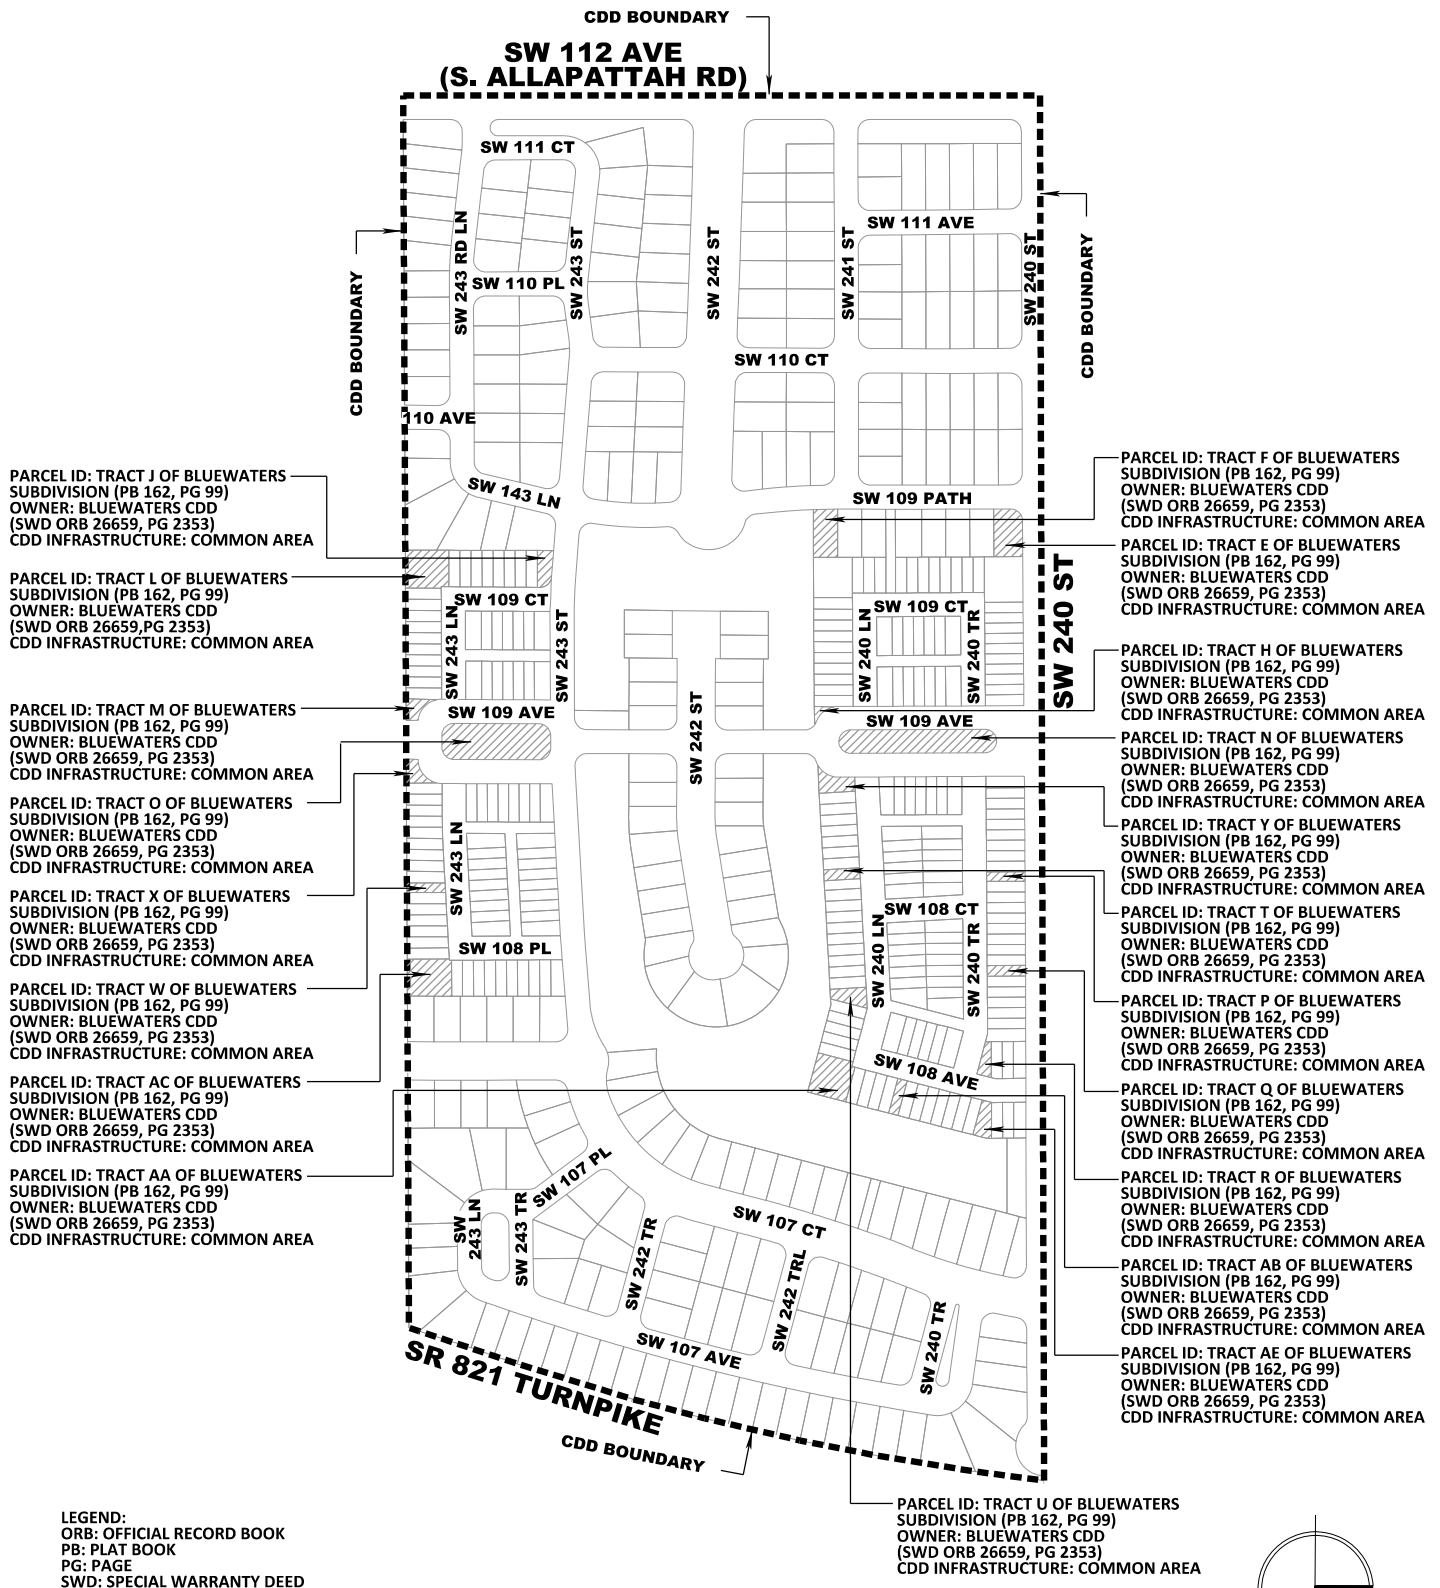 CDD BOUNDARY
SW 112 AVE
(S. ALLAPATTAH RD)
SW 111 CT
SW 111 AVE
SW 243 RD LN
SW 243 ST
SW 242 ST
SW 241 ST
SW 240 ST
CDD BOUNDARY
CDD BOUNDARY
SW 110 PL
SW 110 CT
110 AVE
SW 143 LN
SW 109 PATH
PARCEL ID: TRACT J OF BLUEWATERS
SUBDIVISION (PB 162, PG 99)
OWNER: BLUEWATERS CDD
(SWD ORB 26659, PG 2353)
CDD INFRASTRUCTURE: COMMON AREA
PARCEL ID: TRACT L OF BLUEWATERS
SUBDIVISION (PB 162, PG 99)
OWNER: BLUEWATERS CDD
(SWD ORB 26659,PG 2353)
CDD INFRASTRUCTURE: COMMON AREA
PARCEL ID: TRACT M OF BLUEWATERS
SUBDIVISION (PB 162, PG 99)
OWNER: BLUEWATERS CDD
(SWD ORB 26659, PG 2353)
CDD INFRASTRUCTURE: COMMON AREA
PARCEL ID: TRACT O OF BLUEWATERS
SUBDIVISION (PB 162, PG 99)
OWNER: BLUEWATERS CDD
(SWD ORB 26659, PG 2353)
CDD INFRASTRUCTURE: COMMON AREA
PARCEL ID: TRACT X OF BLUEWATERS
SUBDIVISION (PB 162, PG 99)
OWNER: BLUEWATERS CDD
(SWD ORB 26659, PG 2353)
CDD INFRASTRUCTURE: COMMON AREA
PARCEL ID: TRACT W OF BLUEWATERS
SUBDIVISION (PB 162, PG 99)
OWNER: BLUEWATERS CDD
(SWD ORB 26659, PG 2353)
CDD INFRASTRUCTURE: COMMON AREA
PARCEL ID: TRACT AC OF BLUEWATERS
SUBDIVISION (PB 162, PG 99)
OWNER: BLUEWATERS CDD
(SWD ORB 26659, PG 2353)
CDD INFRASTRUCTURE: COMMON AREA
PARCEL ID: TRACT AA OF BLUEWATERS
SUBDIVISION (PB 162, PG 99)
OWNER: BLUEWATERS CDD
(SWD ORB 26659, PG 2353)
CDD INFRASTRUCTURE: COMMON AREA
SW 109 CT
SW 109 CT
SW 243 LN
SW 243 ST
SW 240 LN
SW 240 TR
SW 240 ST
SW 109 AVE
SW 109 AVE
SW 242 ST
SW 243 LN
SW 108 CT
SW 108 PL
SW 240 LN
SW 240 TR
SW 108 AVE
SW 107 PL
SW
243 LN
SW 243 TR
SW 242 TR
SW 107 CT
SW 242 TRL
SW 240 TR
SW 107 AVE
SR 821 TURNPIKE
CDD BOUNDARY
PARCEL ID: TRACT F OF BLUEWATERS
SUBDIVISION (PB 162, PG 99)
OWNER: BLUEWATERS CDD
(SWD ORB 26659, PG 2353)
CDD INFRASTRUCTURE: COMMON AREA
PARCEL ID: TRACT E OF BLUEWATERS
SUBDIVISION (PB 162, PG 99)
OWNER: BLUEWATERS CDD
(SWD ORB 26659, PG 2353)
CDD INFRASTRUCTURE: COMMON AREA
PARCEL ID: TRACT H OF BLUEWATERS
SUBDIVISION (PB 162, PG 99)
OWNER: BLUEWATERS CDD
(SWD ORB 26659, PG 2353)
CDD INFRASTRUCTURE: COMMON AREA
PARCEL ID: TRACT N OF BLUEWATERS
SUBDIVISION (PB 162, PG 99)
OWNER: BLUEWATERS CDD
(SWD ORB 26659, PG 2353)
CDD INFRASTRUCTURE: COMMON AREA
PARCEL ID: TRACT Y OF BLUEWATERS
SUBDIVISION (PB 162, PG 99)
OWNER: BLUEWATERS CDD
(SWD ORB 26659, PG 2353)
CDD INFRASTRUCTURE: COMMON AREA
PARCEL ID: TRACT T OF BLUEWATERS
SUBDIVISION (PB 162, PG 99)
OWNER: BLUEWATERS CDD
(SWD ORB 26659, PG 2353)
CDD INFRASTRUCTURE: COMMON AREA
PARCEL ID: TRACT P OF BLUEWATERS
SUBDIVISION (PB 162, PG 99)
OWNER: BLUEWATERS CDD
(SWD ORB 26659, PG 2353)
CDD INFRASTRUCTURE: COMMON AREA
PARCEL ID: TRACT Q OF BLUEWATERS
SUBDIVISION (PB 162, PG 99)
OWNER: BLUEWATERS CDD
(SWD ORB 26659, PG 2353)
CDD INFRASTRUCTURE: COMMON AREA
PARCEL ID: TRACT R OF BLUEWATERS
SUBDIVISION (PB 162, PG 99)
OWNER: BLUEWATERS CDD
(SWD ORB 26659, PG 2353)
CDD INFRASTRUCTURE: COMMON AREA
PARCEL ID: TRACT AB OF BLUEWATERS
SUBDIVISION (PB 162, PG 99)
OWNER: BLUEWATERS CDD
(SWD ORB 26659, PG 2353)
CDD INFRASTRUCTURE: COMMON AREA
PARCEL ID: TRACT AE OF BLUEWATERS
SUBDIVISION (PB 162, PG 99)
OWNER: BLUEWATERS CDD
(SWD ORB 26659, PG 2353)
CDD INFRASTRUCTURE: COMMON AREA
PARCEL ID: TRACT U OF BLUEWATERS
SUBDIVISION (PB 162, PG 99)
OWNER: BLUEWATERS CDD
(SWD ORB 26659, PG 2353)
CDD INFRASTRUCTURE: COMMON AREA
LEGEND:
ORB: OFFICIAL RECORD BOOK
PB: PLAT BOOK
PG: PAGE
SWD: SPECIAL WARRANTY DEED